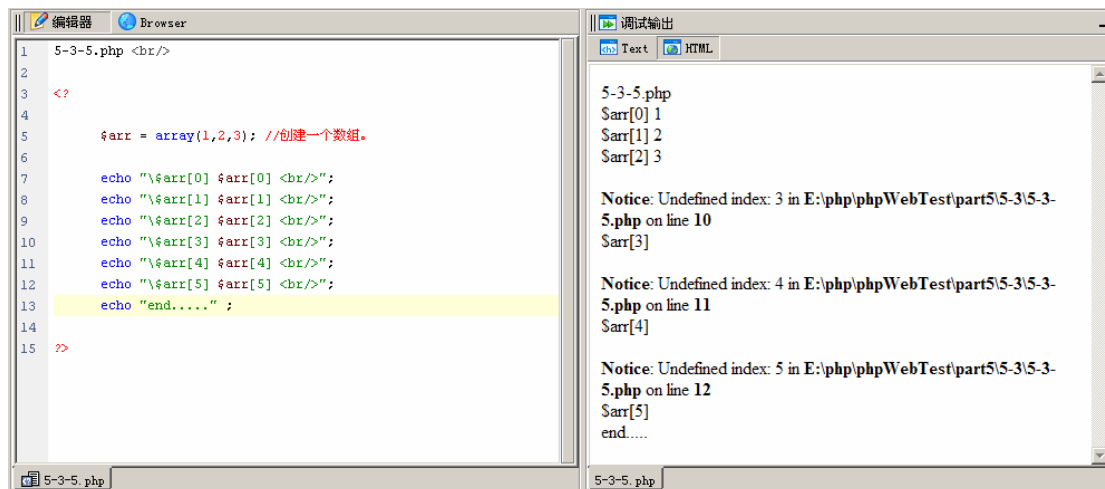 编辑器 Browser
1 5-3-5.php <br/>
2
3 <?
4
5 $arr = array(1,2,3); //创建一个数组。
6
7 echo "\$arr[0] $arr[0] <br/>";
8 echo "\$arr[1] $arr[1] <br/>";
9 echo "\$arr[2] $arr[2] <br/>";
10 echo "\$arr[3] $arr[3] <br/>";
11 echo "\$arr[4] $arr[4] <br/>";
12 echo "\$arr[5] $arr[5] <br/>";
13 echo "end....." ;
14
15 ?>
5-3-5.php
调试输出
Text HTML
5-3-5.php
$arr[0] 1
$arr[1] 2
$arr[2] 3
Notice: Undefined index: 3 in E:\php\phpWebTest\part5\5-3\5-3-
5.php on line 10
$arr[3]
Notice: Undefined index: 4 in E:\php\phpWebTest\part5\5-3\5-3-
5.php on line 11
$arr[4]
Notice: Undefined index: 5 in E:\php\phpWebTest\part5\5-3\5-3-
5.php on line 12
$arr[5]
end.....
5-3-5.php